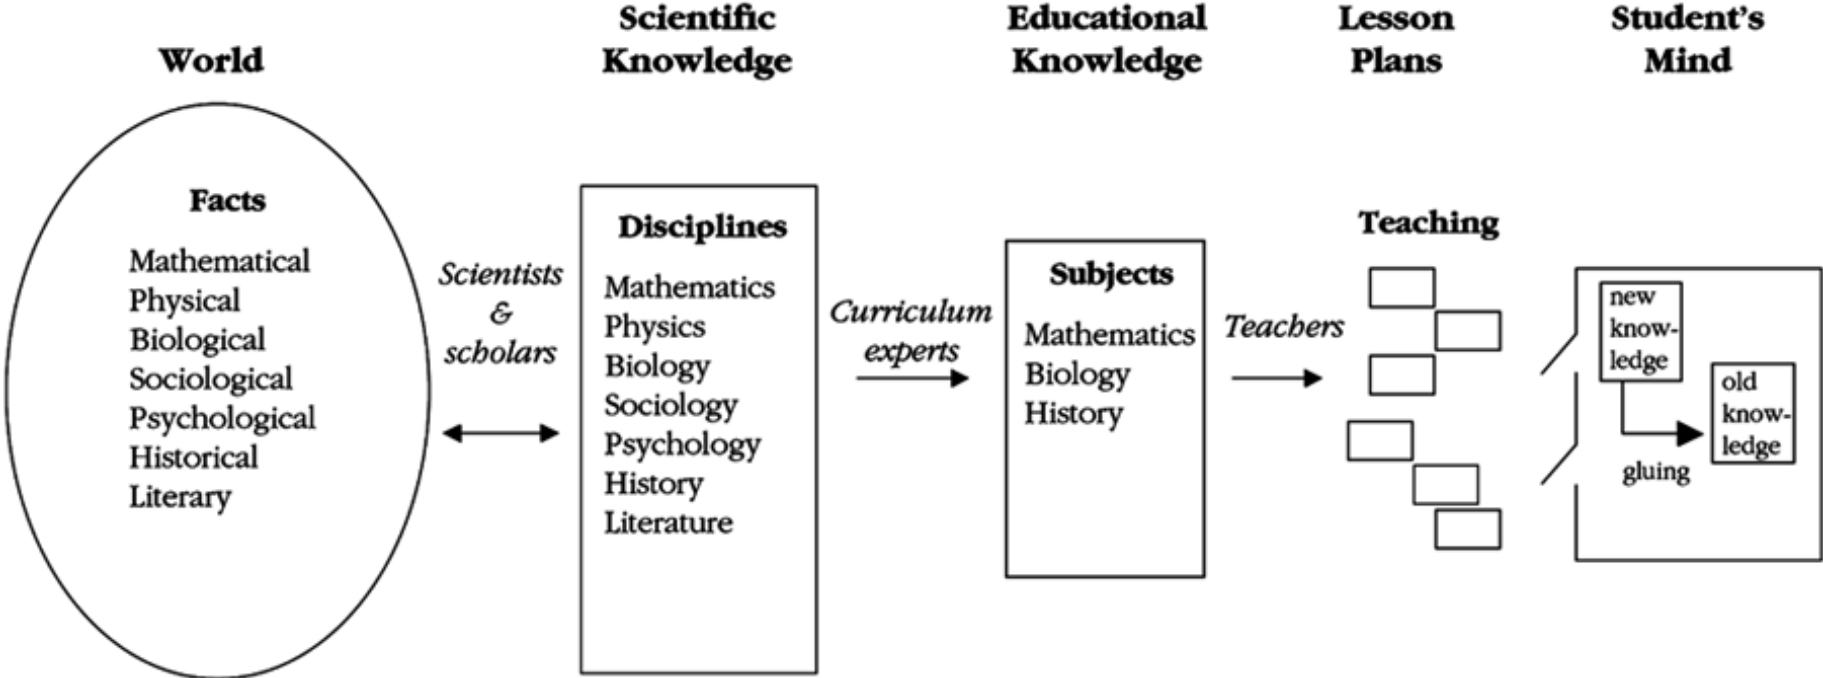 World
Scientific
Knowledge
Educational
Knowledge
Lesson
Plans
Student's
Mind
Facts
Mathematical
Physical
Biological
Sociological
Psychological
Historical
Literary
Scientists
&
scholars
Disciplines
Mathematics
Physics
Biology
Sociology
Psychology
History
Literature
Curriculum
experts
Subjects
Mathematics
Biology
History
Teachers
Teaching
new
know-
ledge
old
know-
ledge
gluing